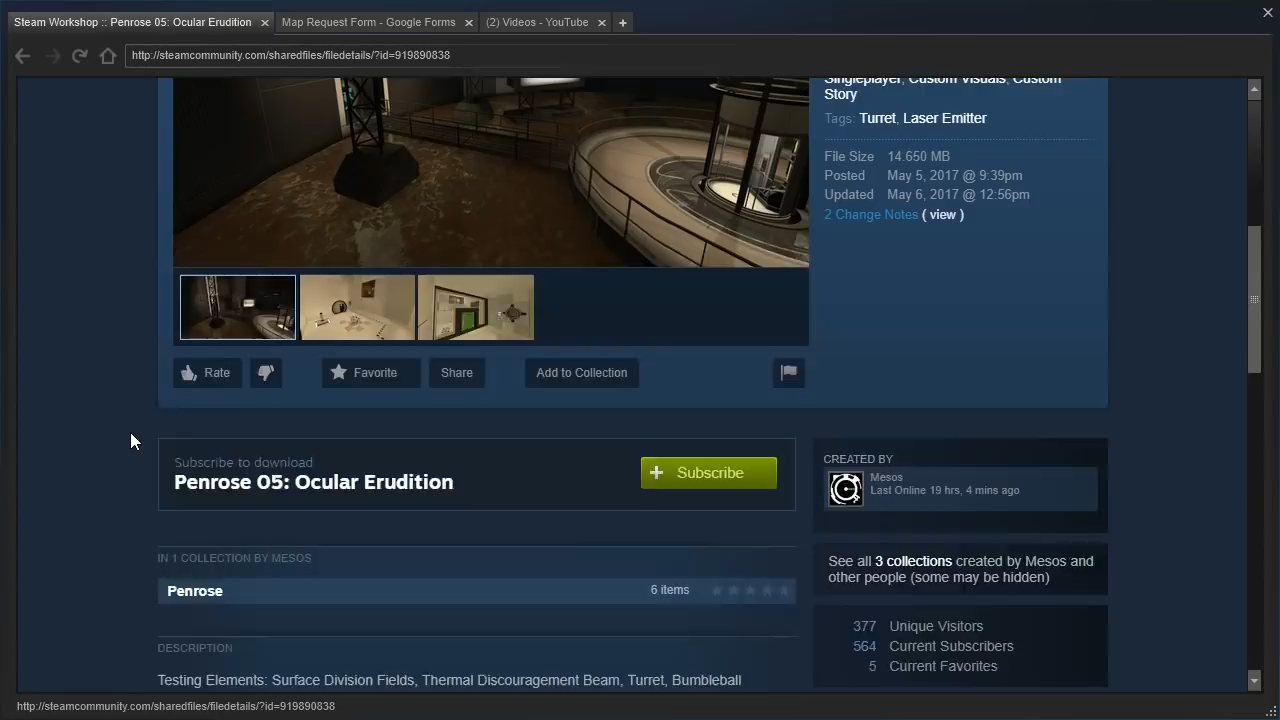 Steam Workshop :: Penrose 05: Ocular Erudition
Map Request Form - Google Forms
(2) Videos - YouTube
http://steamcommunity.com/sharedfiles/filedetails/?id=919890838
Singleplayer, Custom Visuals, Custom
Story
Tags: Turret, Laser Emitter
File Size 14.650 MB
Posted May 5, 2017 @ 9:39pm
Updated May 6, 2017 @ 12:56pm
2 Change Notes ( view )
Rate
Favorite
Share
Add to Collection
Subscribe to download
Penrose 05: Ocular Erudition
Subscribe
CREATED BY
Mesos
Last Online 19 hrs, 4 mins ago
IN 1 COLLECTION BY MESOS
Penrose 6 items
See all 3 collections created by Mesos and
other people (some may be hidden)
377 Unique Visitors
564 Current Subscribers
5 Current Favorites
DESCRIPTION
Testing Elements: Surface Division Fields, Thermal Discouragement Beam, Turret, Bumbleball
http://steamcommunity.com/sharedfiles/filedetails/?id=919890838